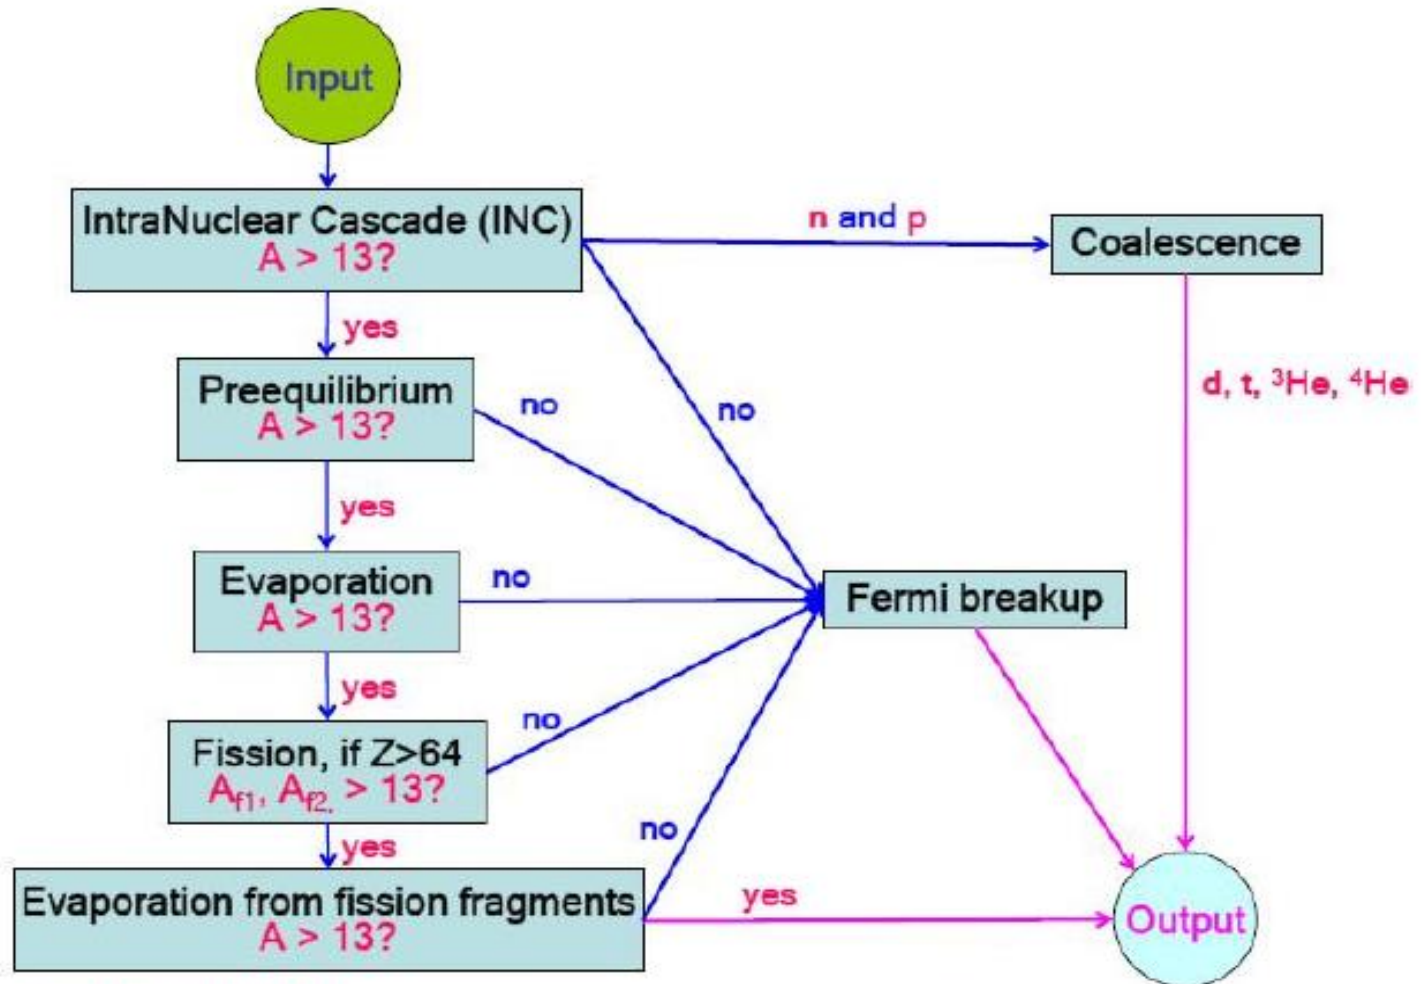 Input
IntraNuclear Cascade (INC)
A > 13?
n and p
Coalescence
yes
no
d, t, ³He, ⁴He
Preequilibrium
A > 13?
no
yes
Evaporation
A > 13?
no
Fermi breakup
yes
Fission, if Z>64
A_f1, A_f2. > 13?
no
yes
no
Evaporation from fission fragments
A > 13?
yes
Output